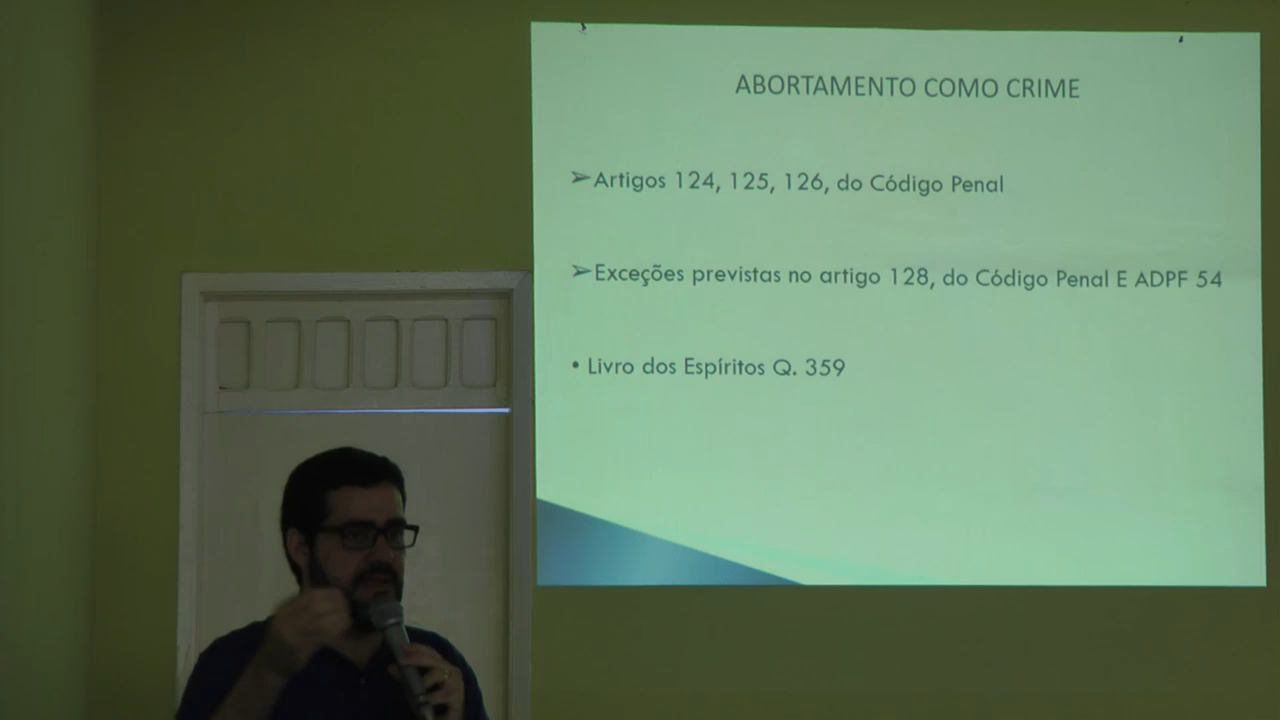 ABORTAMENTO COMO CRIME
➢Artigos 124, 125, 126, do Código Penal
➢Exceções previstas no artigo 128, do Código Penal E ADPF 54
• Livro dos Espíritos Q. 359